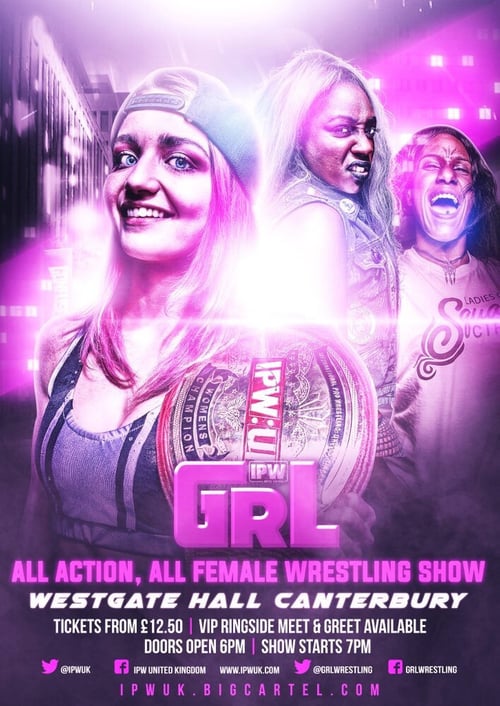 LADIES
WOMENS
CHAMPION
IPW:U
IPW
GRL
ALL ACTION, ALL FEMALE WRESTLING SHOW
WESTGATE HALL CANTERBURY
TICKETS FROM £12.50 | VIP RINGSIDE MEET & GREET AVAILABLE
DOORS OPEN 6PM | SHOW STARTS 7PM
@IPWUK IPW UNITED KINGDOM WWW.IPWUK.COM @GRLWRESTLING GRLWRESTLING
IPWUK.BIGCARTEL.COM